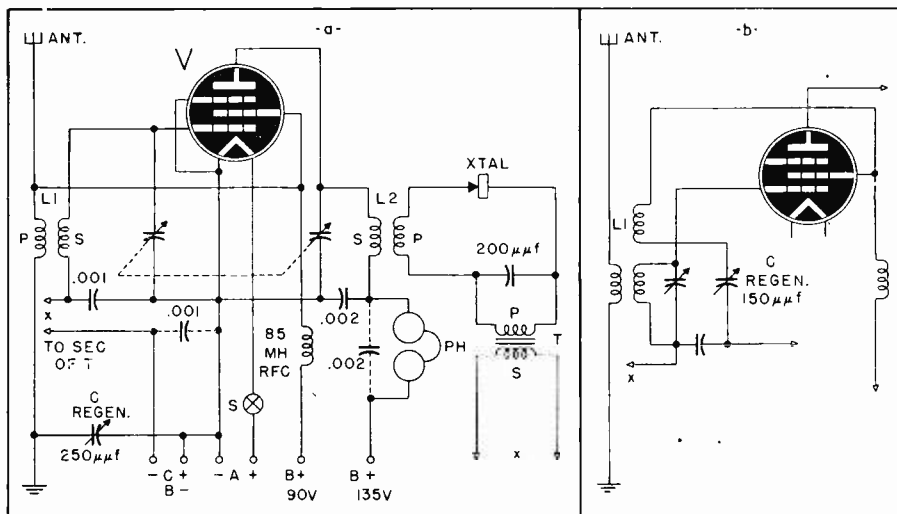 -a-
ANT.
V
XTAL
L1
L2
P
S
S
P
200μμf
.001
x
.001
.002
P
T
TO SEC
OF T
85
MH
RFC
.002
PH
S
C
REGEN.
250μμf
S
x
- C +
B -
- A +
B+
90V
B+
135V
-b-
ANT.
L1
C
REGEN.
150μμf
x